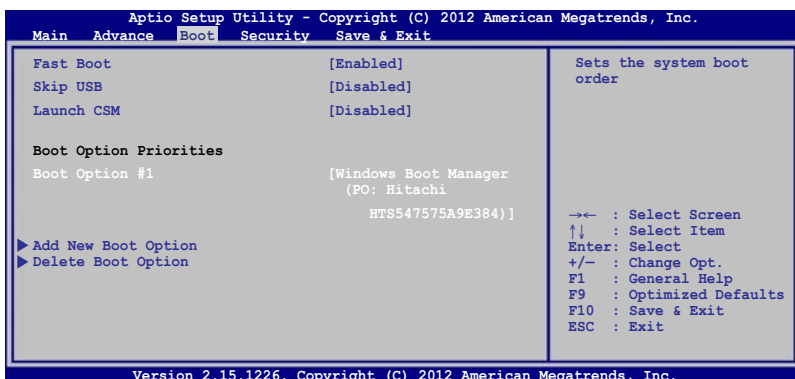 Aptio Setup Utility - Copyright (C) 2012 American Megatrends, Inc.
Main Advance Boot Security Save & Exit
Fast Boot [Enabled]
Skip USB [Disabled]
Launch CSM [Disabled]
Boot Option Priorities
Boot Option #1 [Windows Boot Manager
(PO: Hitachi
HTS547575A9E384)]
Add New Boot Option
Delete Boot Option
Sets the system boot
order
→← : Select Screen
↑↓ : Select Item
Enter: Select
+/— : Change Opt.
F1 : General Help
F9 : Optimized Defaults
F10 : Save & Exit
ESC : Exit
Version 2.15.1226. Copyright (C) 2012 American Megatrends, Inc.